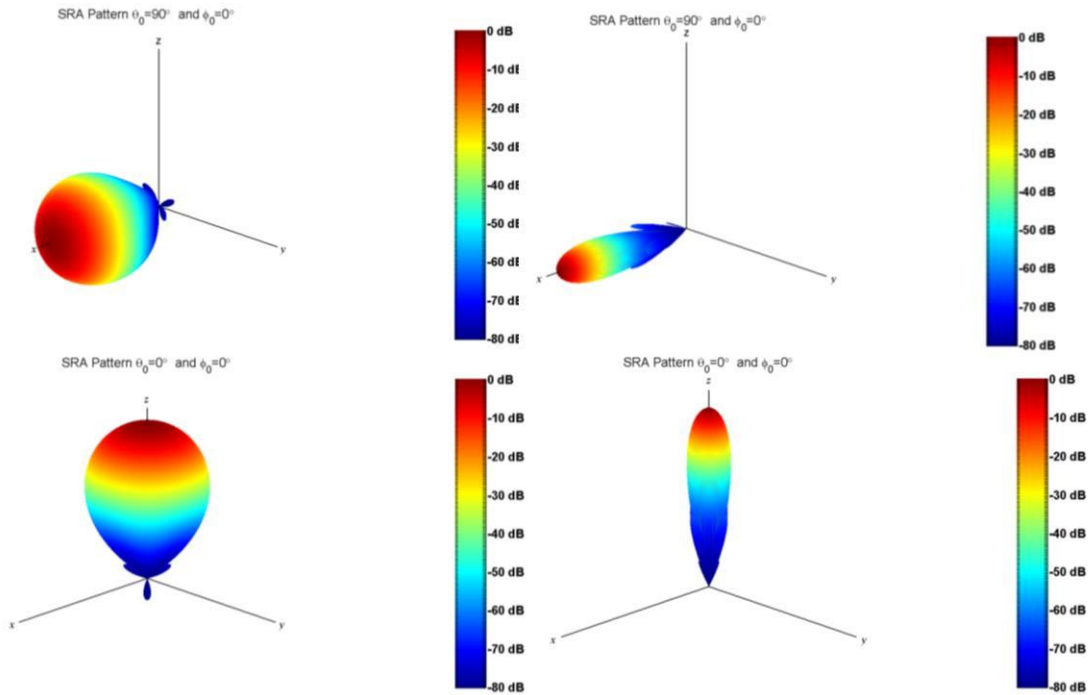 SRA Pattern θ₀=90° and ϕ₀=0°
z
x
y
0 dB
-10 dB
-20 dB
-30 dB
-40 dB
-50 dB
-60 dB
-70 dB
-80 dB
SRA Pattern θ₀=90° and ϕ₀=0°
z
x
y
0 dB
-10 dB
-20 dB
-30 dB
-40 dB
-50 dB
-60 dB
-70 dB
-80 dB
SRA Pattern θ₀=0° and ϕ₀=0°
z
x
y
0 dB
-10 dB
-20 dB
-30 dB
-40 dB
-50 dB
-60 dB
-70 dB
-80 dB
SRA Pattern θ₀=0° and ϕ₀=0°
z
x
y
0 dB
-10 dB
-20 dB
-30 dB
-40 dB
-50 dB
-60 dB
-70 dB
-80 dB